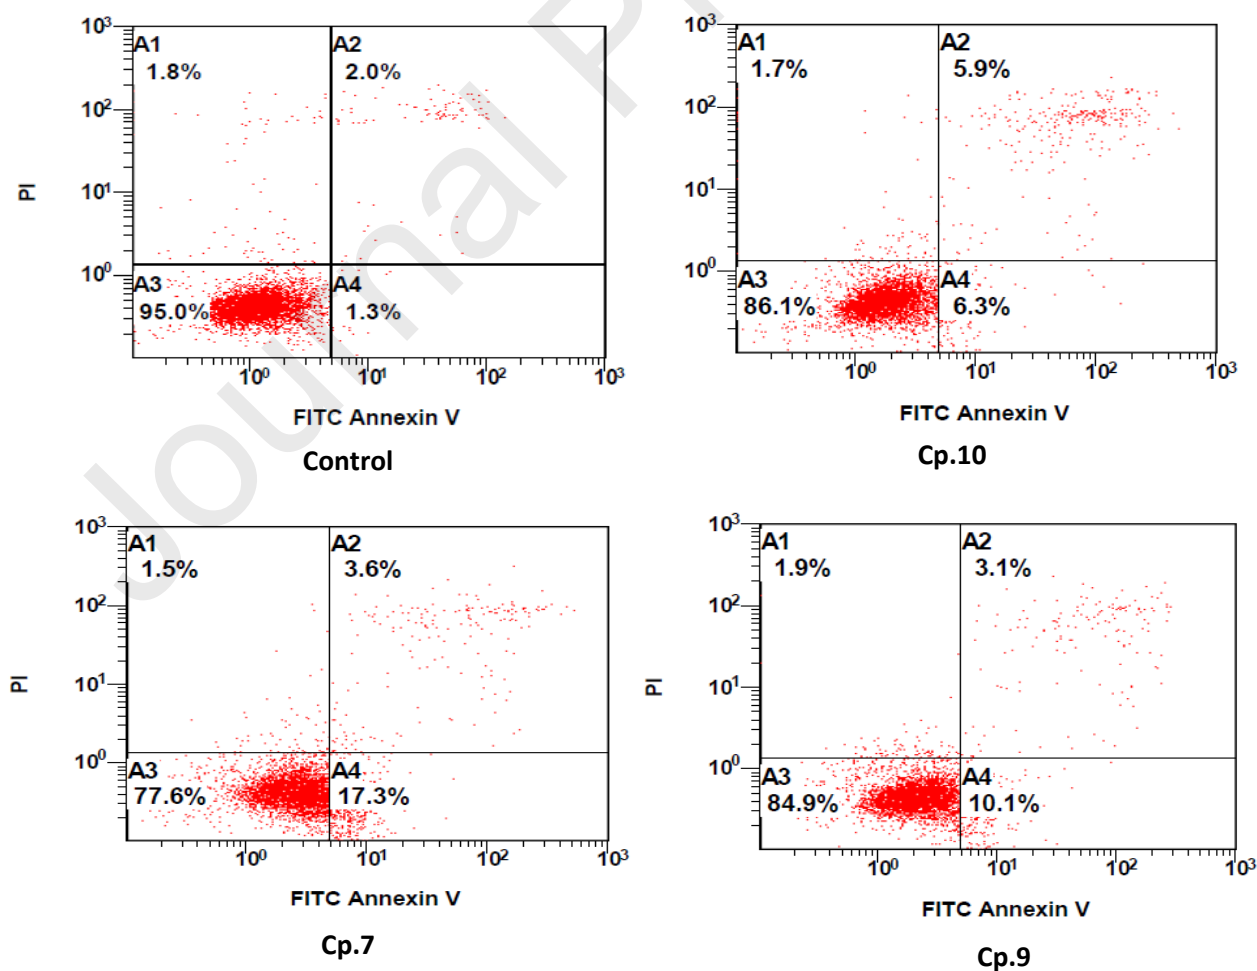 Journal Pr
10³
10²
10¹
10⁰
PI
A1
1.8%
A2
2.0%
A3
95.0%
A4
1.3%
10⁰ 10¹ 10² 10³
FITC Annexin V
Control
10³
10²
10¹
10⁰
A1
1.7%
A2
5.9%
A3
86.1%
A4
6.3%
10⁰ 10¹ 10² 10³
FITC Annexin V
Cp.10
10³
10²
10¹
10⁰
PI
A1
1.5%
A2
3.6%
A3
77.6%
A4
17.3%
10⁰ 10¹ 10² 10³
FITC Annexin V
Cp.7
10³
10²
10¹
10⁰
PI
A1
1.9%
A2
3.1%
A3
84.9%
A4
10.1%
10⁰ 10¹ 10² 10³
FITC Annexin V
Cp.9